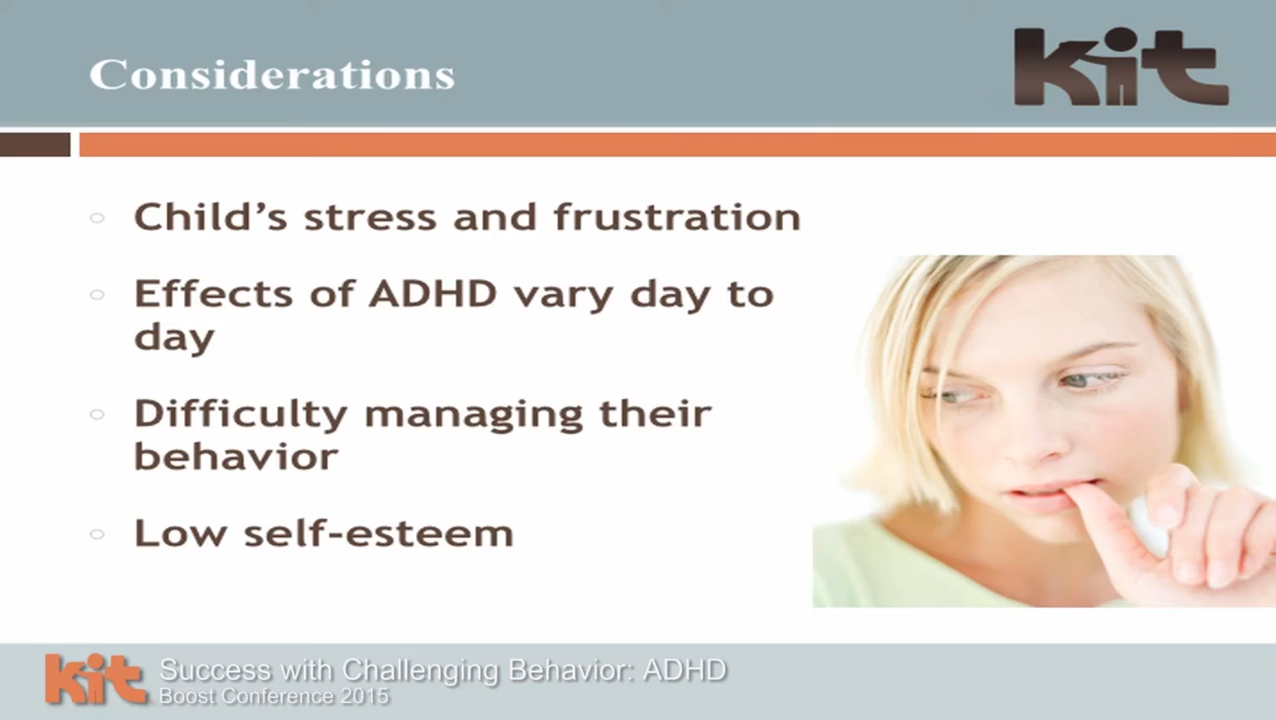 Considerations
kit
Child's stress and frustration
Effects of ADHD vary day to
day
Difficulty managing their
behavior
Low self-esteem
kit
Success with Challenging Behavior: ADHD
Boost Conference 2015